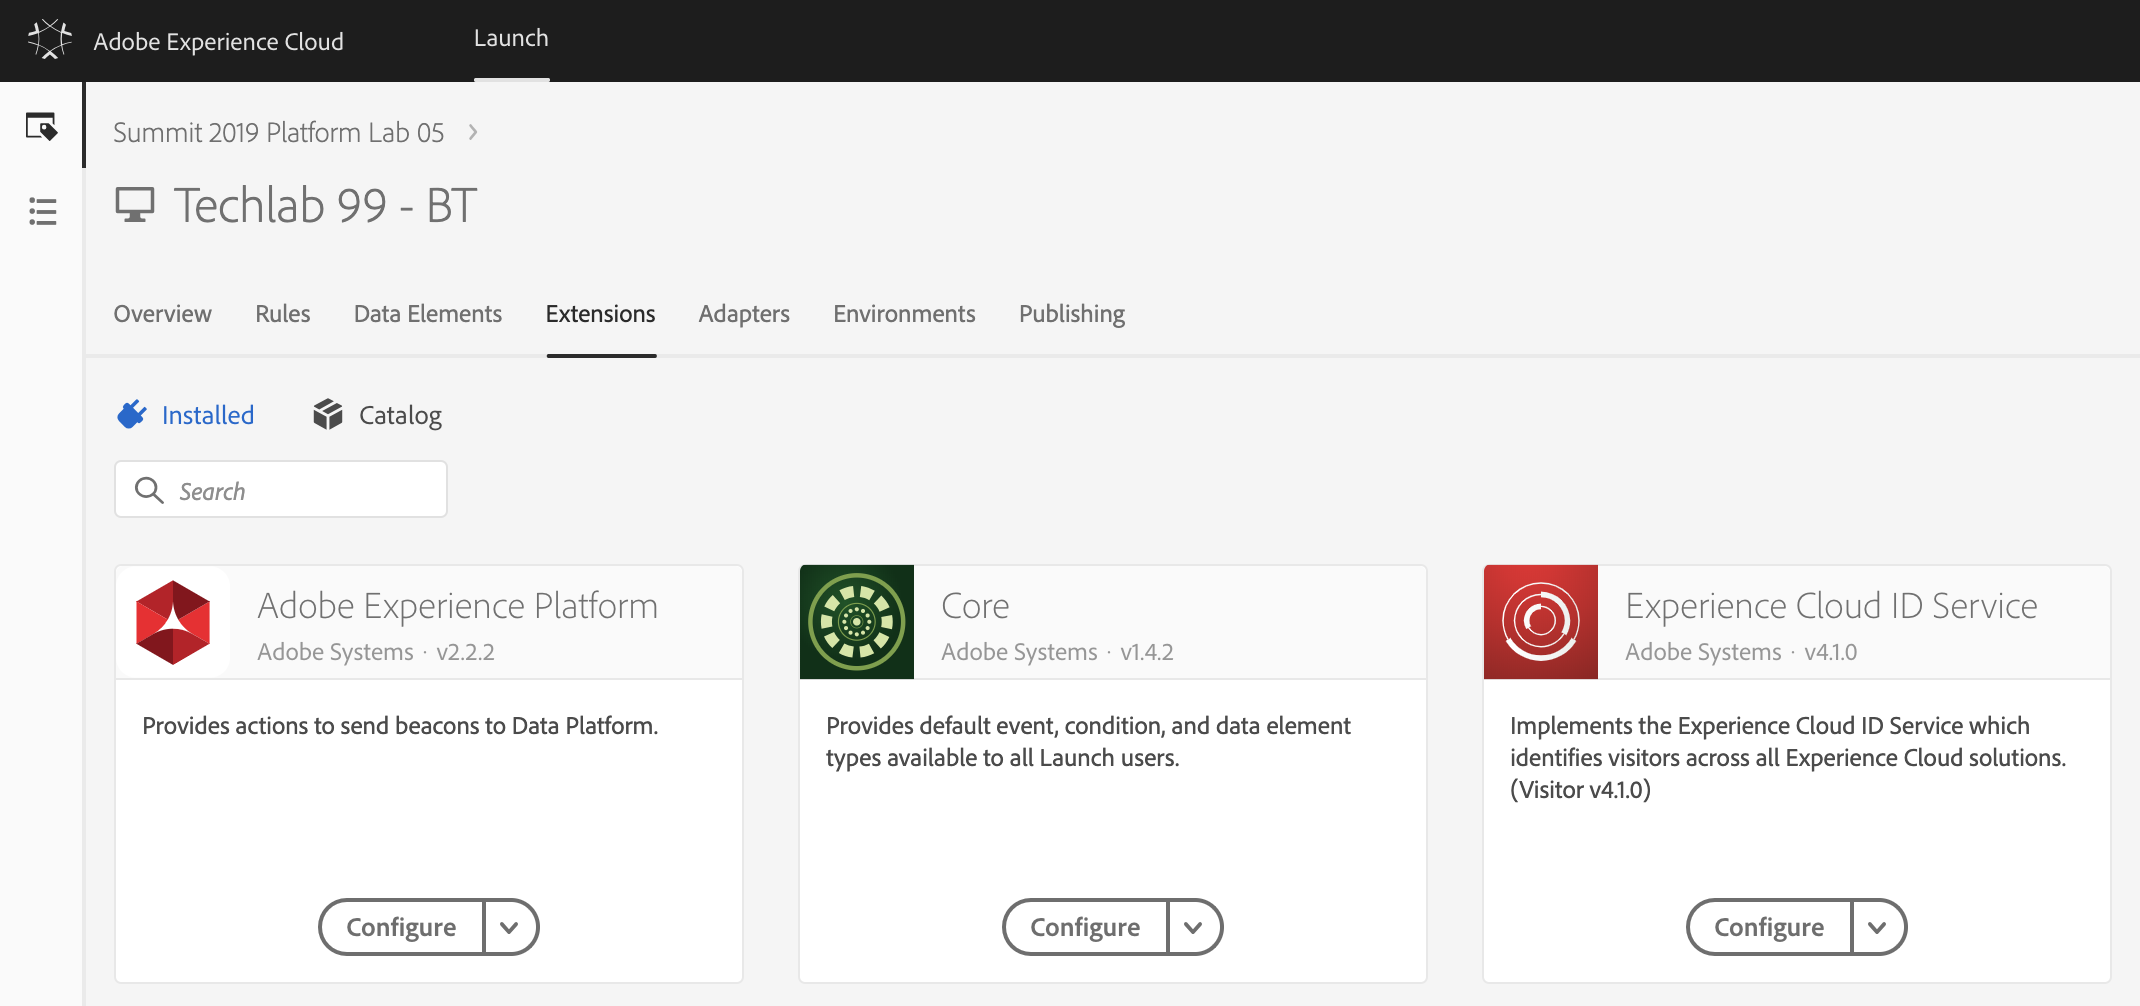 Adobe Experience Cloud
Launch
Summit 2019 Platform Lab 05
Techlab 99 - BT
Overview
Rules
Data Elements
Extensions
Adapters
Environments
Publishing
Installed
Catalog
Search
Adobe Experience Platform
Adobe Systems · v2.2.2
Provides actions to send beacons to Data Platform.
Configure
Core
Adobe Systems · v1.4.2
Provides default event, condition, and data element
types available to all Launch users.
Configure
Experience Cloud ID Service
Adobe Systems · v4.1.0
Implements the Experience Cloud ID Service which
identifies visitors across all Experience Cloud solutions.
(Visitor v4.1.0)
Configure